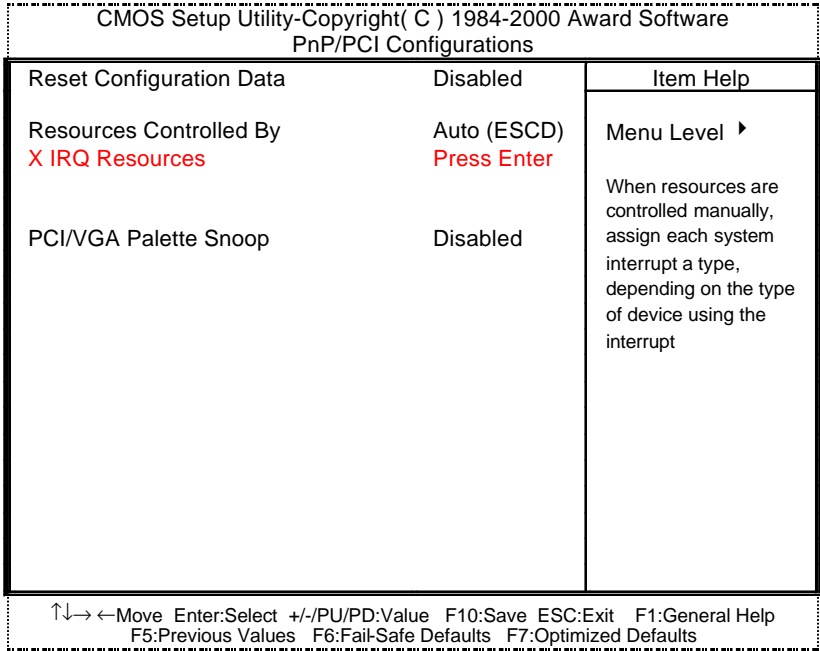 CMOS Setup Utility-Copyright( C ) 1984-2000 Award Software
PnP/PCI Configurations
Reset Configuration Data Disabled
Resources Controlled By Auto (ESCD)
X IRQ Resources Press Enter
PCI/VGA Palette Snoop Disabled
Item Help
Menu Level
When resources are
controlled manually,
assign each system
interrupt a type,
depending on the type
of device using the
interrupt
↑↓→ ←Move Enter:Select +/-/PU/PD:Value F10:Save ESC:Exit F1:General Help
F5:Previous Values F6:Fail-Safe Defaults F7:Optimized Defaults